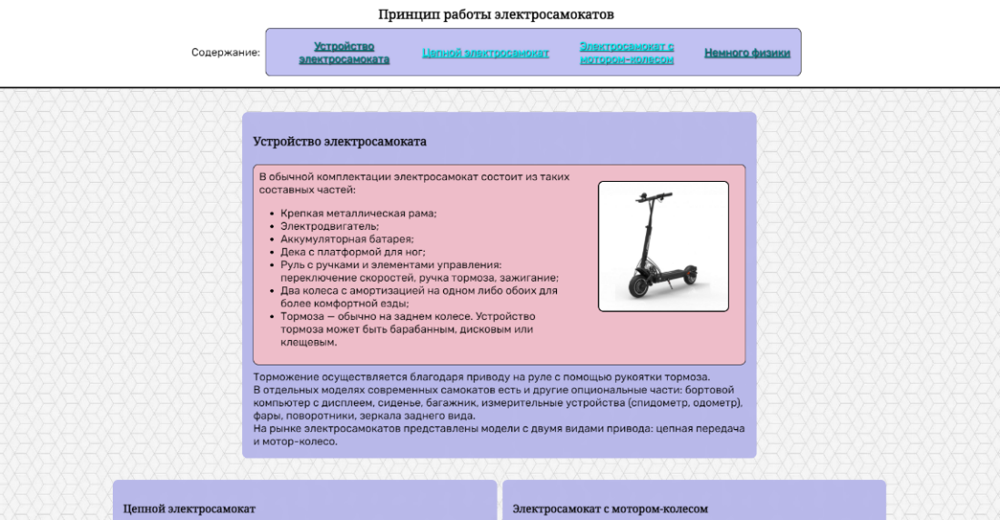 Принцип работы электросамокатов
Содержание:
Устройство
электросамоката
Цепной электросамокат
Электросамокат с
мотором-колесом
Немного физики
Устройство электросамоката
В обычной комплектации электросамокат состоит из таких
составных частей:
• Крепкая металлическая рама;
• Электродвигатель;
• Аккумуляторная батарея;
• Дека с платформой для ног;
• Руль с ручками и элементами управления:
переключение скоростей, ручка тормоза, зажигание;
• Два колеса с амортизацией на одном либо обоих для
более комфортной езды;
• Тормоза — обычно на заднем колесе. Устройство
тормоза может быть барабанным, дисковым или
клещевым.
Торможение осуществляется благодаря приводу на руле с помощью рукоятки тормоза.
В отдельных моделях современных самокатов есть и другие опциональные части: бортовой
компьютер с дисплеем, сиденье, багажник, измерительные устройства (спидометр, одометр),
фары, поворотники, зеркала заднего вида.
На рынке электросамокатов представлены модели с двумя видами привода: цепная передача
и мотор-колесо.
Цепной электросамокат
Электросамокат с мотором-колесом